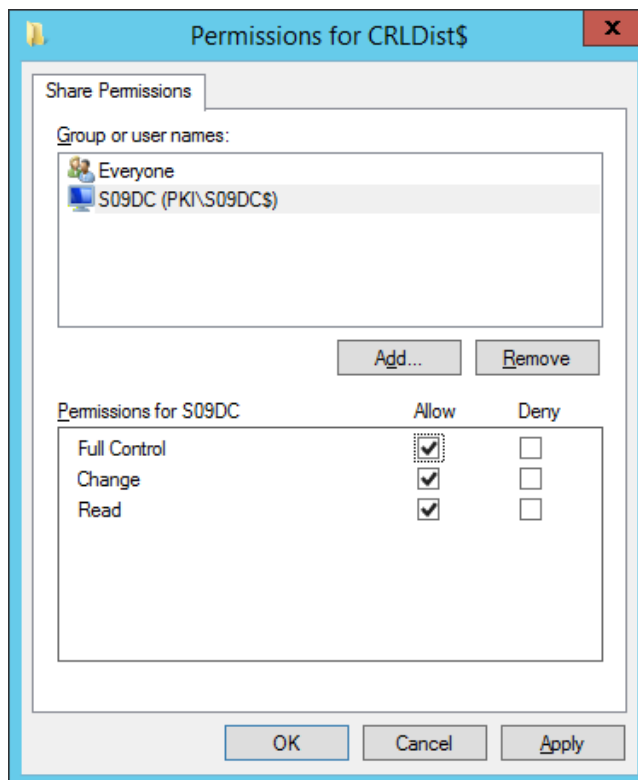 Permissions for CRLDist$
x
Share Permissions
Group or user names:
Everyone
S09DC (PKI\S09DC$)
Add... Remove
Permissions for S09DC Allow Deny
Full Control
Change
Read
OK Cancel Apply